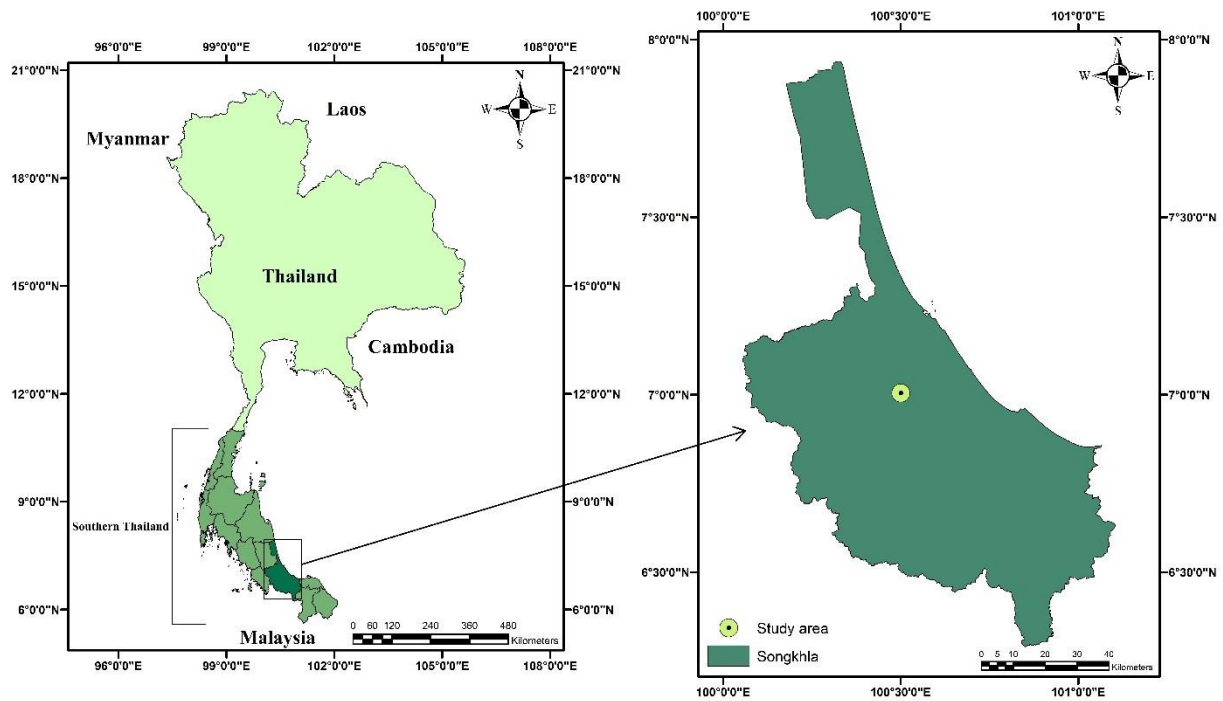 96°0'0"E
99°0'0"E
102°0'0"E
105°0'0"E
108°0'0"E
21°0'0"N
21°0'0"N
N
W
E
S
Laos
Myanmar
18°0'0"N
18°0'0"N
Thailand
15°0'0"N
15°0'0"N
Cambodia
12°0'0"N
12°0'0"N
9°0'0"N
9°0'0"N
Southern Thailand
6°0'0"N
6°0'0"N
Malaysia
0 60 120 240 360 480
Kilometers
96°0'0"E
99°0'0"E
102°0'0"E
105°0'0"E
108°0'0"E
100°0'0"E
100°30'0"E
101°0'0"E
8°0'0"N
8°0'0"N
N
W
E
S
7°30'0"N
7°30'0"N
7°0'0"N
7°0'0"N
6°30'0"N
6°30'0"N
Study area
Songkhla
0 5 10 20 30 40
Kilometers
100°0'0"E
100°30'0"E
101°0'0"E